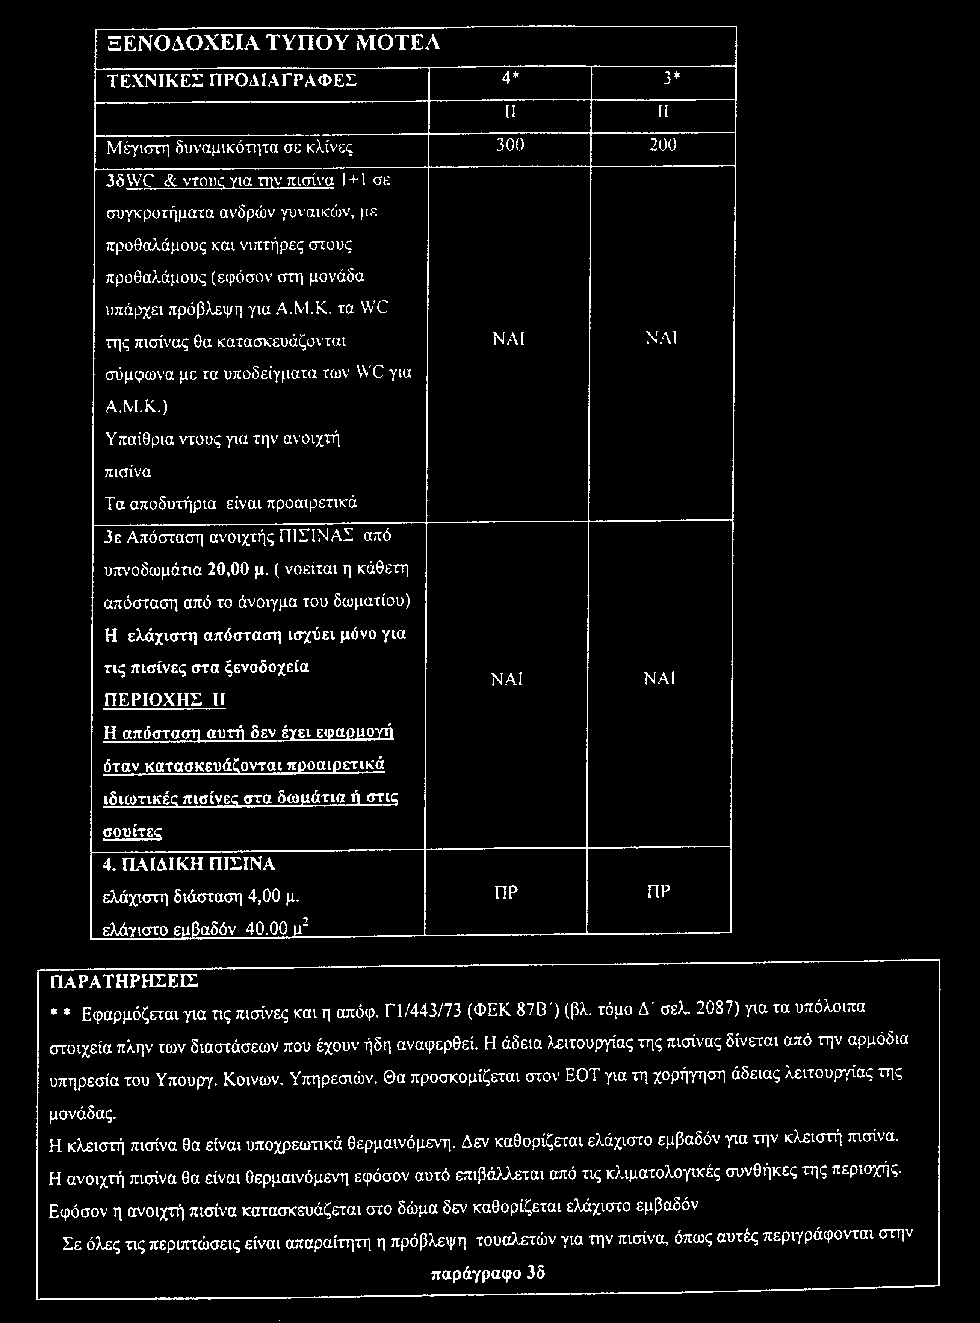 ΞΕΝΟΔΟΧΕΙΑ ΤΥΠΟΥ ΜΟΤΕΛ
ΤΕΧΝΙΚΕΣ ΠΡΟΔΙΑΓΡΑΦΕΣ 4* 3*
ΙΙ ΙΙ
Μέγιστη δυναμικότητα σε κλίνες 300 200
3δWC & ντους για την πισίνα 1+1 σε
συγκροτήματα ανδρών γυναικών, με
προθαλάμους και νιπτήρες στους
προθαλάμους (εφόσον στη μονάδα
υπάρχει πρόβλεψη για Α.Μ.Κ. τα WC
της πισίνας θα κατασκευάζονται ΝΑΙ ΝΑΙ
σύμφωνα με τα υποδείγματα των WC για
Α.Μ.Κ.)
Υπαίθρια ντους για την ανοιχτή
πισίνα
Τα αποδυτήρια είναι προαιρετικά
3ε Απόσταση ανοιχτής ΠΙΣΙΝΑΣ από
υπνοδωμάτια 20,00 μ. ( νοείται η κάθετη
απόσταση από το άνοιγμα του δωματίου)
Η ελάχιστη απόσταση ισχύει μόνο για
τις πισίνες στα ξενοδοχεία ΝΑΙ ΝΑΙ
ΠΕΡΙΟΧΗΣ ΙΙ
Η απόσταση αυτή δεν έχει εφαρμογή
όταν κατασκευάζονται προαιρετικά
ιδιωτικές πισίνες στα δωμάτια ή στις
σουίτες
4. ΠΑΙΔΙΚΗ ΠΙΣΙΝΑ
ελάχιστη διάσταση 4,00 μ. ΠΡ ΠΡ
ελάχιστο εμβαδόν 40.00 μ²
ΠΑΡΑΤΗΡΗΣΕΙΣ
* * Εφαρμόζεται για τις πισίνες και η απόφ. Γ1/443/73 (ΦΕΚ 87Β΄) (βλ. τόμο Δ΄ σελ. 2087) για τα υπόλοιπα
στοιχεία πλην των διαστάσεων που έχουν ήδη αναφερθεί. Η άδεια λειτουργίας της πισίνας δίνεται από την αρμόδια
υπηρεσία του Υπουργ. Κοινων. Υπηρεσιών. Θα προσκομίζεται στον ΕΟΤ για τη χορήγηση άδειας λειτουργίας της
μονάδας.
Η κλειστή πισίνα θα είναι υποχρεωτικά θερμαινόμενη. Δεν καθορίζεται ελάχιστο εμβαδόν για την κλειστή πισίνα.
Η ανοιχτή πισίνα θα είναι θερμαινόμενη εφόσον αυτό επιβάλλεται από τις κλιματολογικές συνθήκες της περιοχής.
Εφόσον η ανοιχτή πισίνα κατασκευάζεται στο δώμα δεν καθορίζεται ελάχιστο εμβαδόν
Σε όλες τις περιπτώσεις είναι απαραίτητη η πρόβλεψη τουαλετών για την πισίνα, όπως αυτές περιγράφονται στην
παράγραφο 3δ